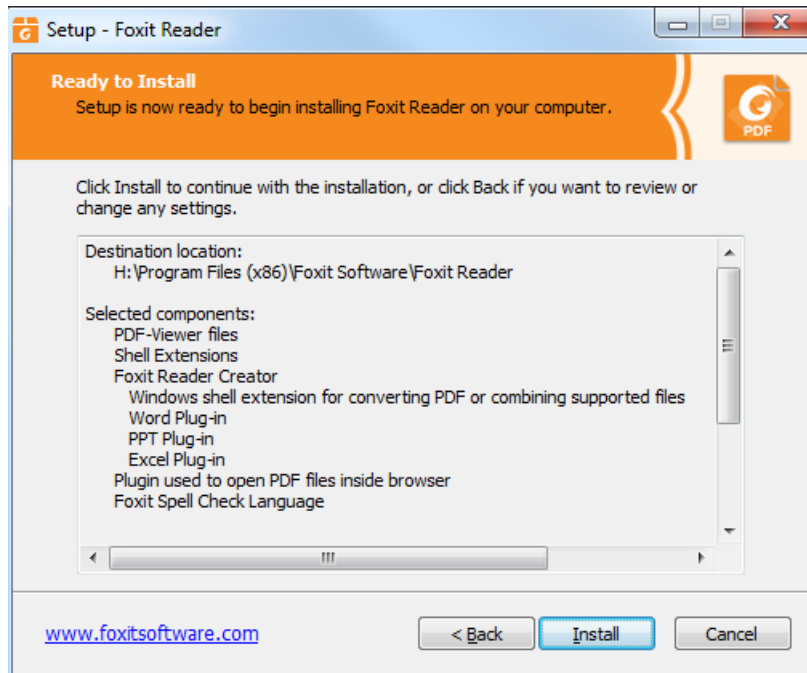 Setup - Foxit Reader
Ready to Install
Setup is now ready to begin installing Foxit Reader on your computer.
PDF
Click Install to continue with the installation, or click Back if you want to review or
change any settings.
Destination location:
H:\Program Files (x86)\Foxit Software\Foxit Reader
Selected components:
PDF-Viewer files
Shell Extensions
Foxit Reader Creator
Windows shell extension for converting PDF or combining supported files
Word Plug-in
PPT Plug-in
Excel Plug-in
Plugin used to open PDF files inside browser
Foxit Spell Check Language
www.foxitsoftware.com
< Back
Install
Cancel